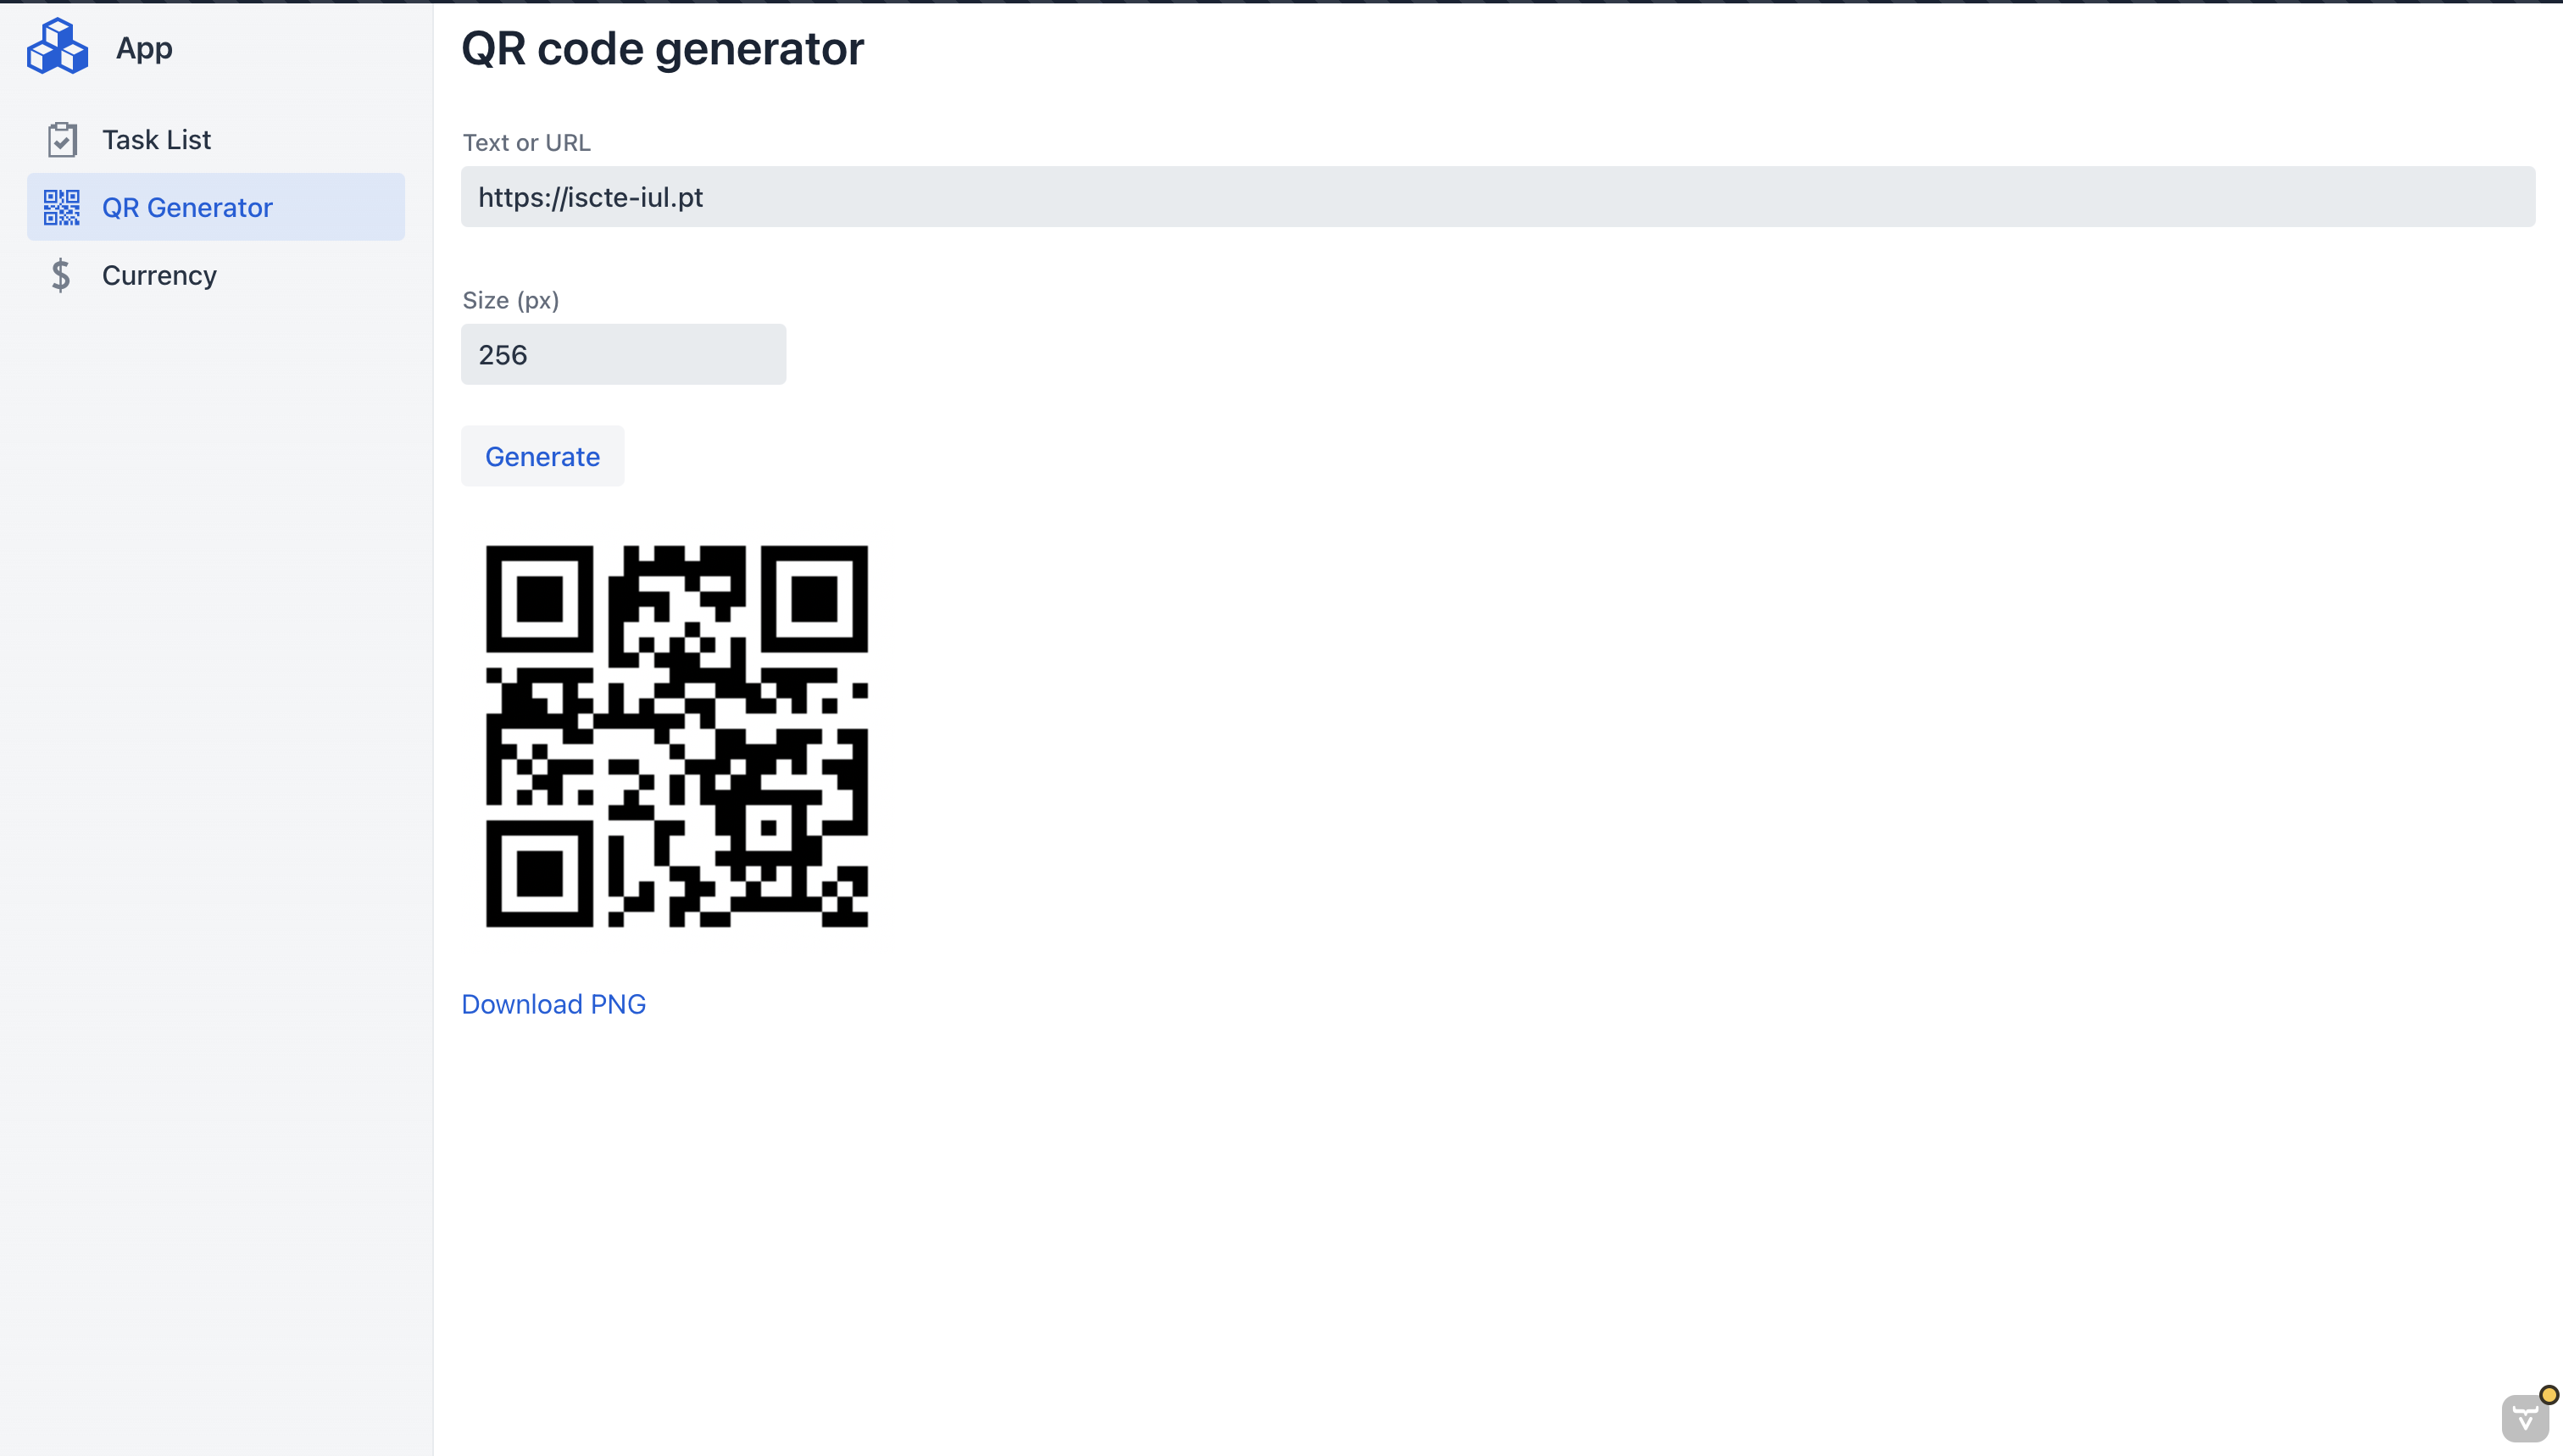 App
Task List
QR Generator
$ Currency
QR code generator
Text or URL
https://iscte-iul.pt
Size (px)
256
Generate
Download PNG